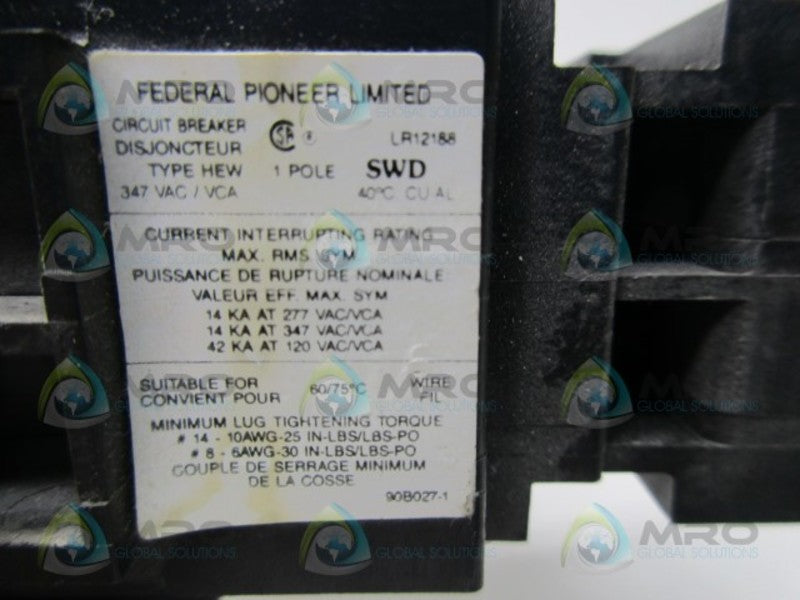 FEDERAL PIONEER LIMITED
CIRCUIT BREAKER SA ® LR12188
DISJONCTEUR
TYPE HEW 1 POLE SWD
347 VAC / VCA 40°C CU AL
CURRENT INTERRUPTING RATING
MAX. RMS SYM
PUISSANCE DE RUPTURE NOMINALE
VALEUR EFF. MAX. SYM
14 KA AT 277 VAC/VCA
14 KA AT 347 VAC/VCA
42 KA AT 120 VAC/VCA
SUITABLE FOR 60/75°C WIRE
CONVIENT POUR FIL
MINIMUM LUG TIGHTENING TORQUE
# 14 - 10AWG-25 IN-LBS/LBS-PO
# 8 - 6AWG-30 IN-LBS/LBS-PO
COUPLE DE SERRAGE MINIMUM
DE LA COSSE
90B027-1
MRO
GLOBAL SOLUTIONS